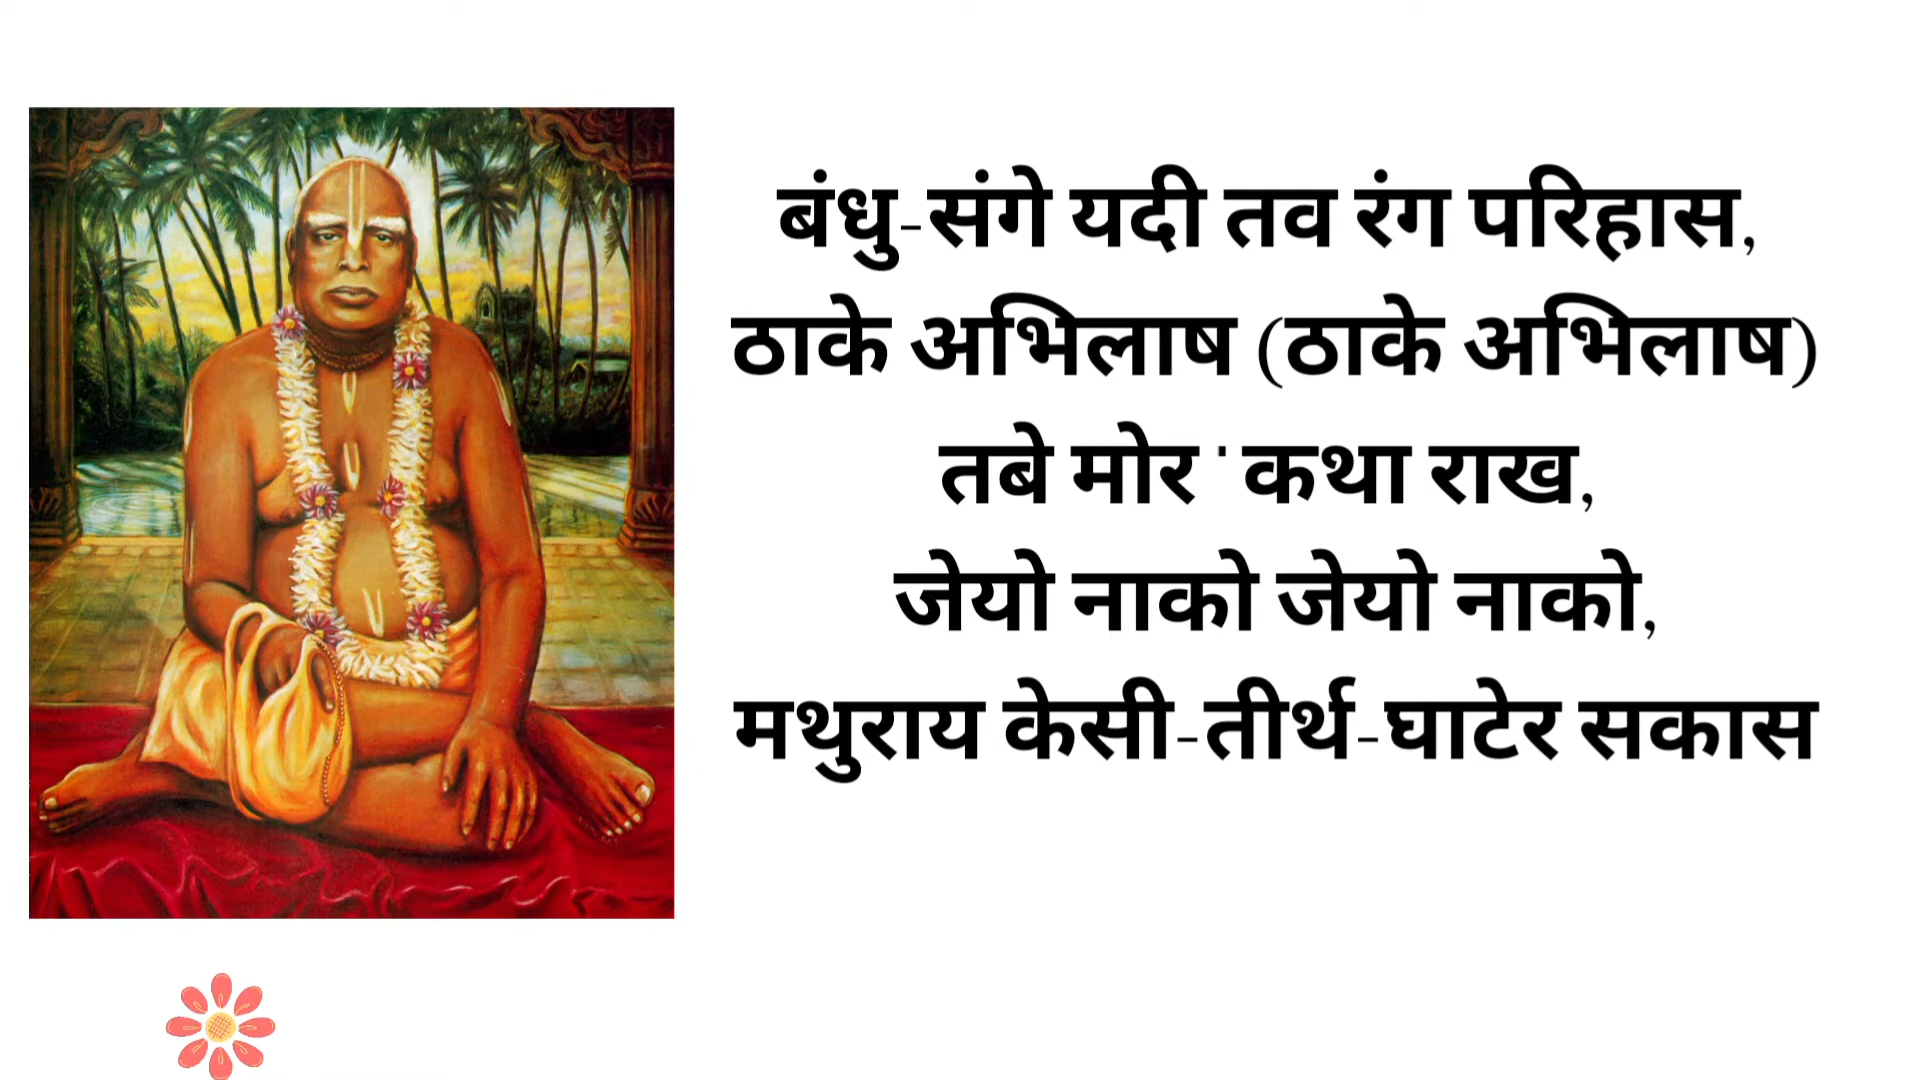 बंधु-संगे यदी तव रंग परिहास,
ठाके अभिलाष (ठाके अभिलाष)
तबे मोर ˈ कथा राख,
जेयो नाको जेयो नाको,
मथुराय केसी-तीर्थ-घाटेर सकास